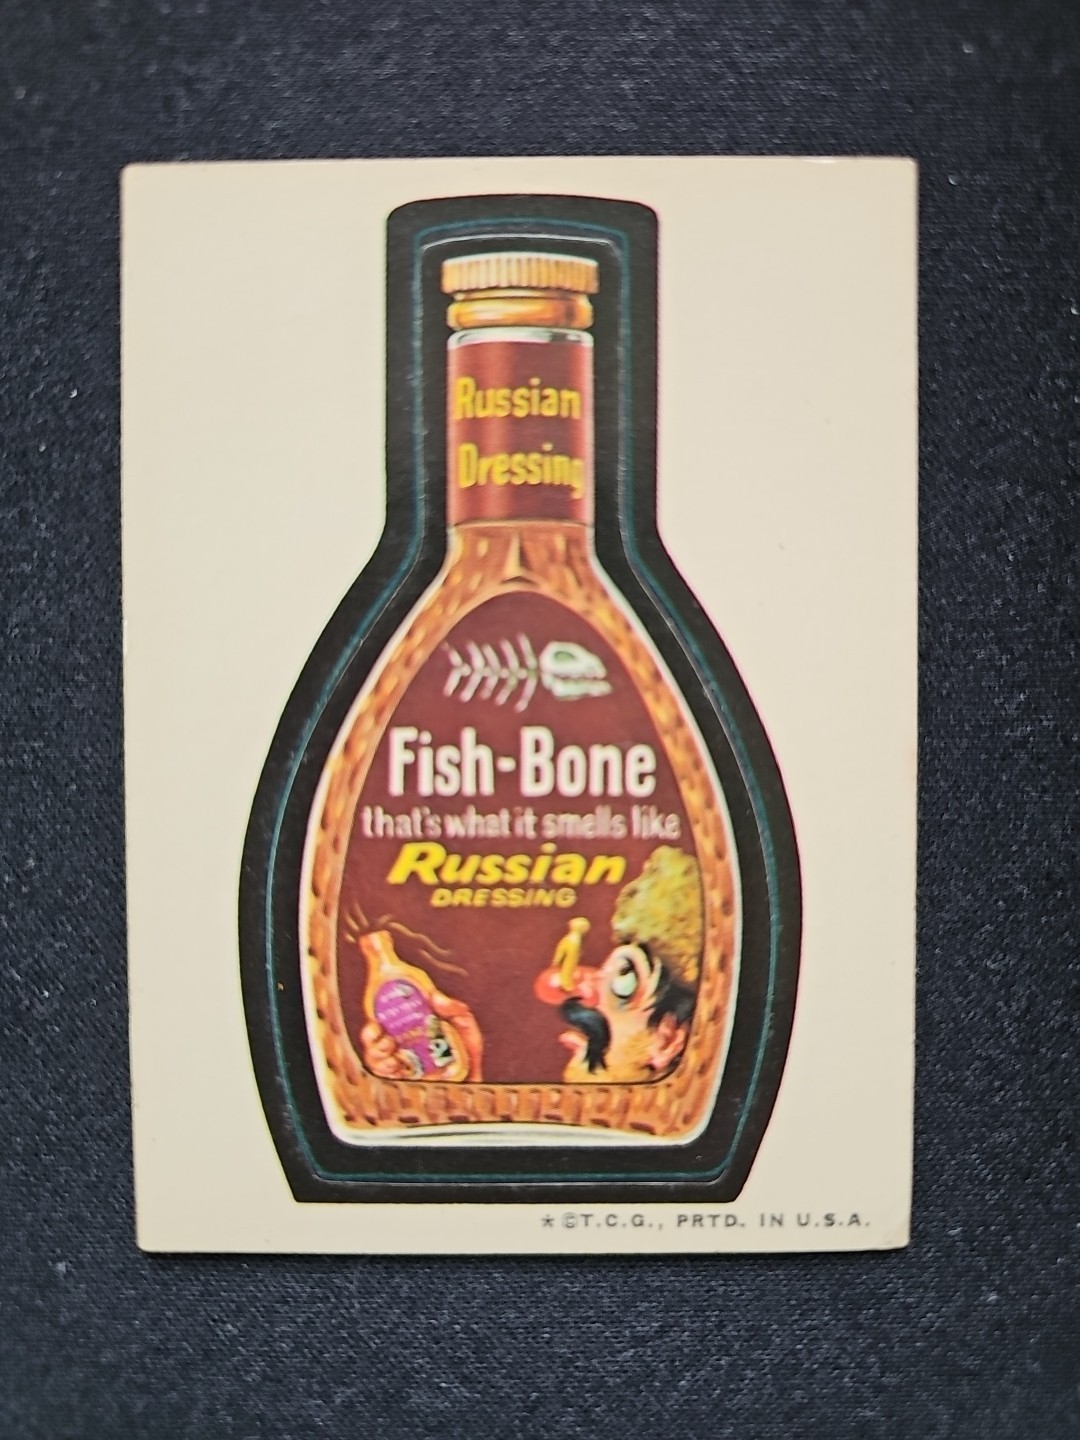 Russian
Dressing
Fish-Bone
that's what it smells like
Russian
DRESSING
*©T.C.G., PRTD. IN U.S.A.